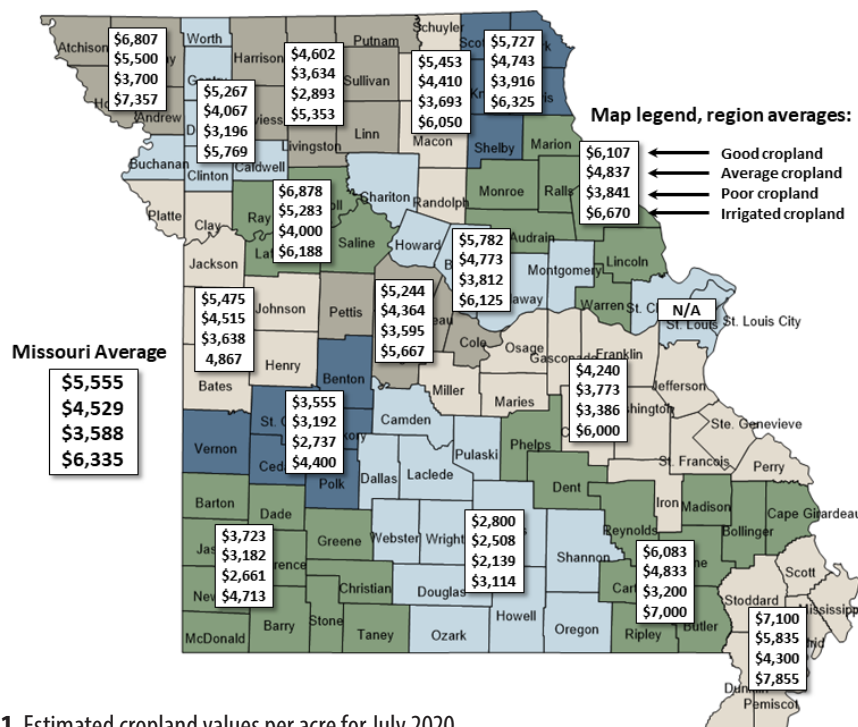 Schuyler
Worth
Putnam
Atchison
Harrison
$6,807
$5,500
$3,700
$7,357
$4,602
$3,634
$2,893
$5,353
$5,453
$4,410
$3,693
$6,050
$5,727
$4,743
$3,916
$6,325
Sullivan
$5,267
$4,067
$3,196
$5,769
Andrew
Linn
Livingston
Macon
Shelby
Marion
Map legend, region averages:
$6,107
$4,837
$3,841
$6,670
Good cropland
Average cropland
Poor cropland
Irrigated cropland
Buchanan
Clinton
Caldwell
Chariton
Randolph
Monroe
Ralls
Platte
Clay
Ray
$6,878
$5,283
$4,000
$6,188
Saline
Howard
Audrain
$5,782
$4,773
$3,812
$6,125
Montgomery
Lincoln
Warren
Jackson
Johnson
Pettis
$5,475
$4,515
$3,638
4,867
$5,244
$4,364
$3,595
$5,667
Cole
Osage
Franklin
N/A
St. Louis
St. Louis City
Missouri Average
$5,555
$4,529
$3,588
$6,335
Henry
Bates
Benton
Miller
Maries
$4,240
$3,773
$3,386
$6,000
Jefferson
Ste. Genevieve
St. Francois
Perry
Vernon
$3,555
$3,192
$2,737
$4,400
Polk
Camden
Pulaski
Phelps
Dallas
Laclede
Dent
Iron
Madison
Cape Girardeau
Bollinger
Reynolds
Barton
Dade
Greene
Webster
Wright
$3,723
$3,182
$2,661
$4,713
$2,800
$2,508
$2,139
$3,114
Shannon
$6,083
$4,833
$3,200
$7,000
Christian
Douglas
Stone
Barry
Taney
McDonald
Ozark
Howell
Oregon
Ripley
Butler
Scott
Stoddard
$7,100
$5,835
$4,300
$7,855
Pemiscot
1. Estimated cropland values per acre for July 2020